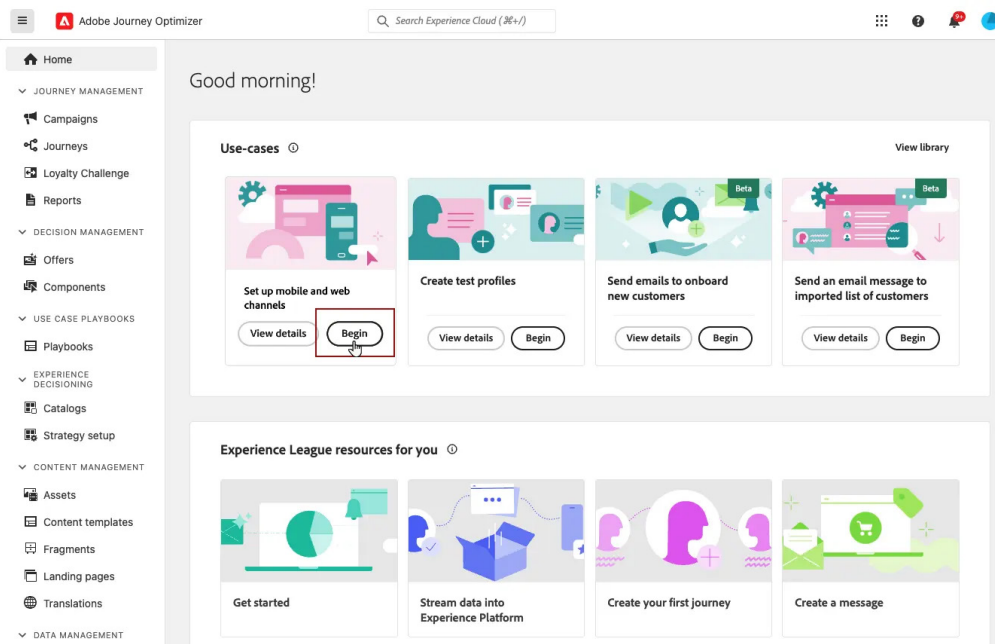 Adobe Journey Optimizer
Search Experience Cloud (⌘+/)
9+
Home
JOURNEY MANAGEMENT
Campaigns
Journeys
Loyalty Challenge
Reports
DECISION MANAGEMENT
Offers
Components
USE CASE PLAYBOOKS
Playbooks
EXPERIENCE
DECISIONING
Catalogs
Strategy setup
CONTENT MANAGEMENT
Assets
Content templates
Fragments
Landing pages
Translations
DATA MANAGEMENT
Good morning!
Use-cases
View library
Set up mobile and web
channels
View details
Begin
Create test profiles
View details
Begin
Beta
Send emails to onboard
new customers
View details
Begin
Beta
Send an email message to
imported list of customers
View details
Begin
Experience League resources for you
Get started
Stream data into
Experience Platform
Create your first journey
Create a message